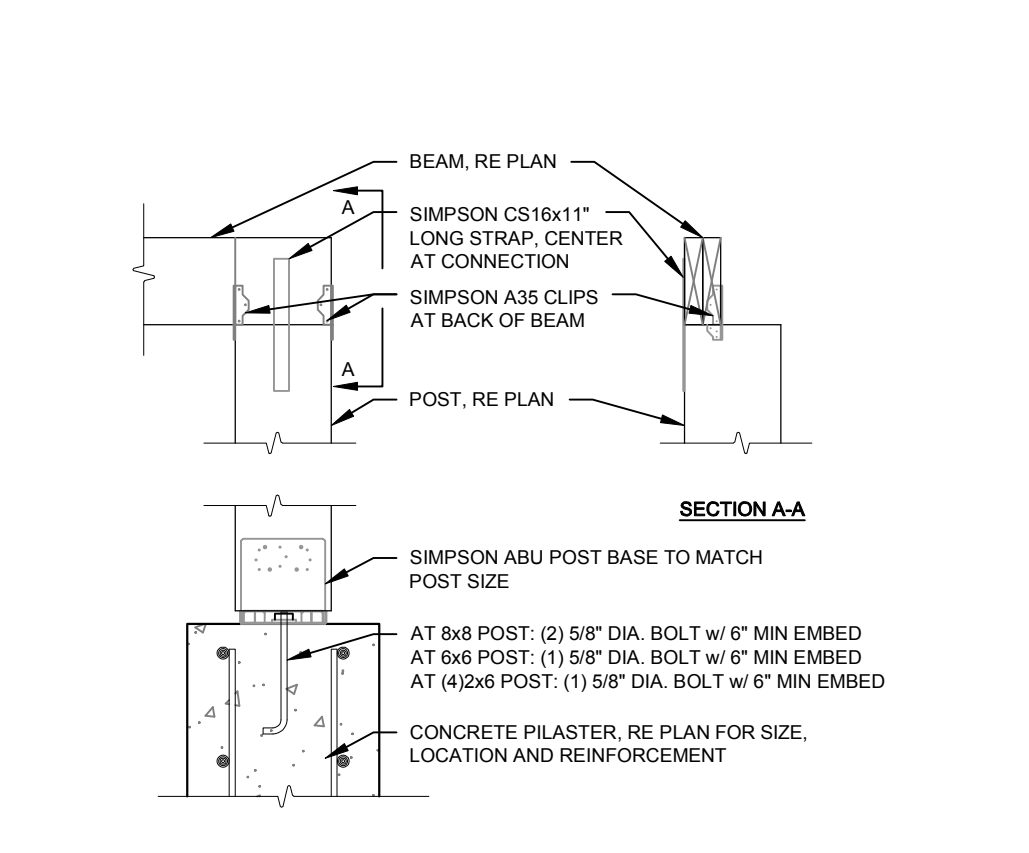 BEAM, RE PLAN
A
SIMPSON CS16x11"
LONG STRAP, CENTER
AT CONNECTION
SIMPSON A35 CLIPS
AT BACK OF BEAM
A
POST, RE PLAN
SECTION A-A
SIMPSON ABU POST BASE TO MATCH
POST SIZE
AT 8x8 POST: (2) 5/8" DIA. BOLT w/ 6" MIN EMBED
AT 6x6 POST: (1) 5/8" DIA. BOLT w/ 6" MIN EMBED
AT (4)2x6 POST: (1) 5/8" DIA. BOLT w/ 6" MIN EMBED
CONCRETE PILASTER, RE PLAN FOR SIZE,
LOCATION AND REINFORCEMENT